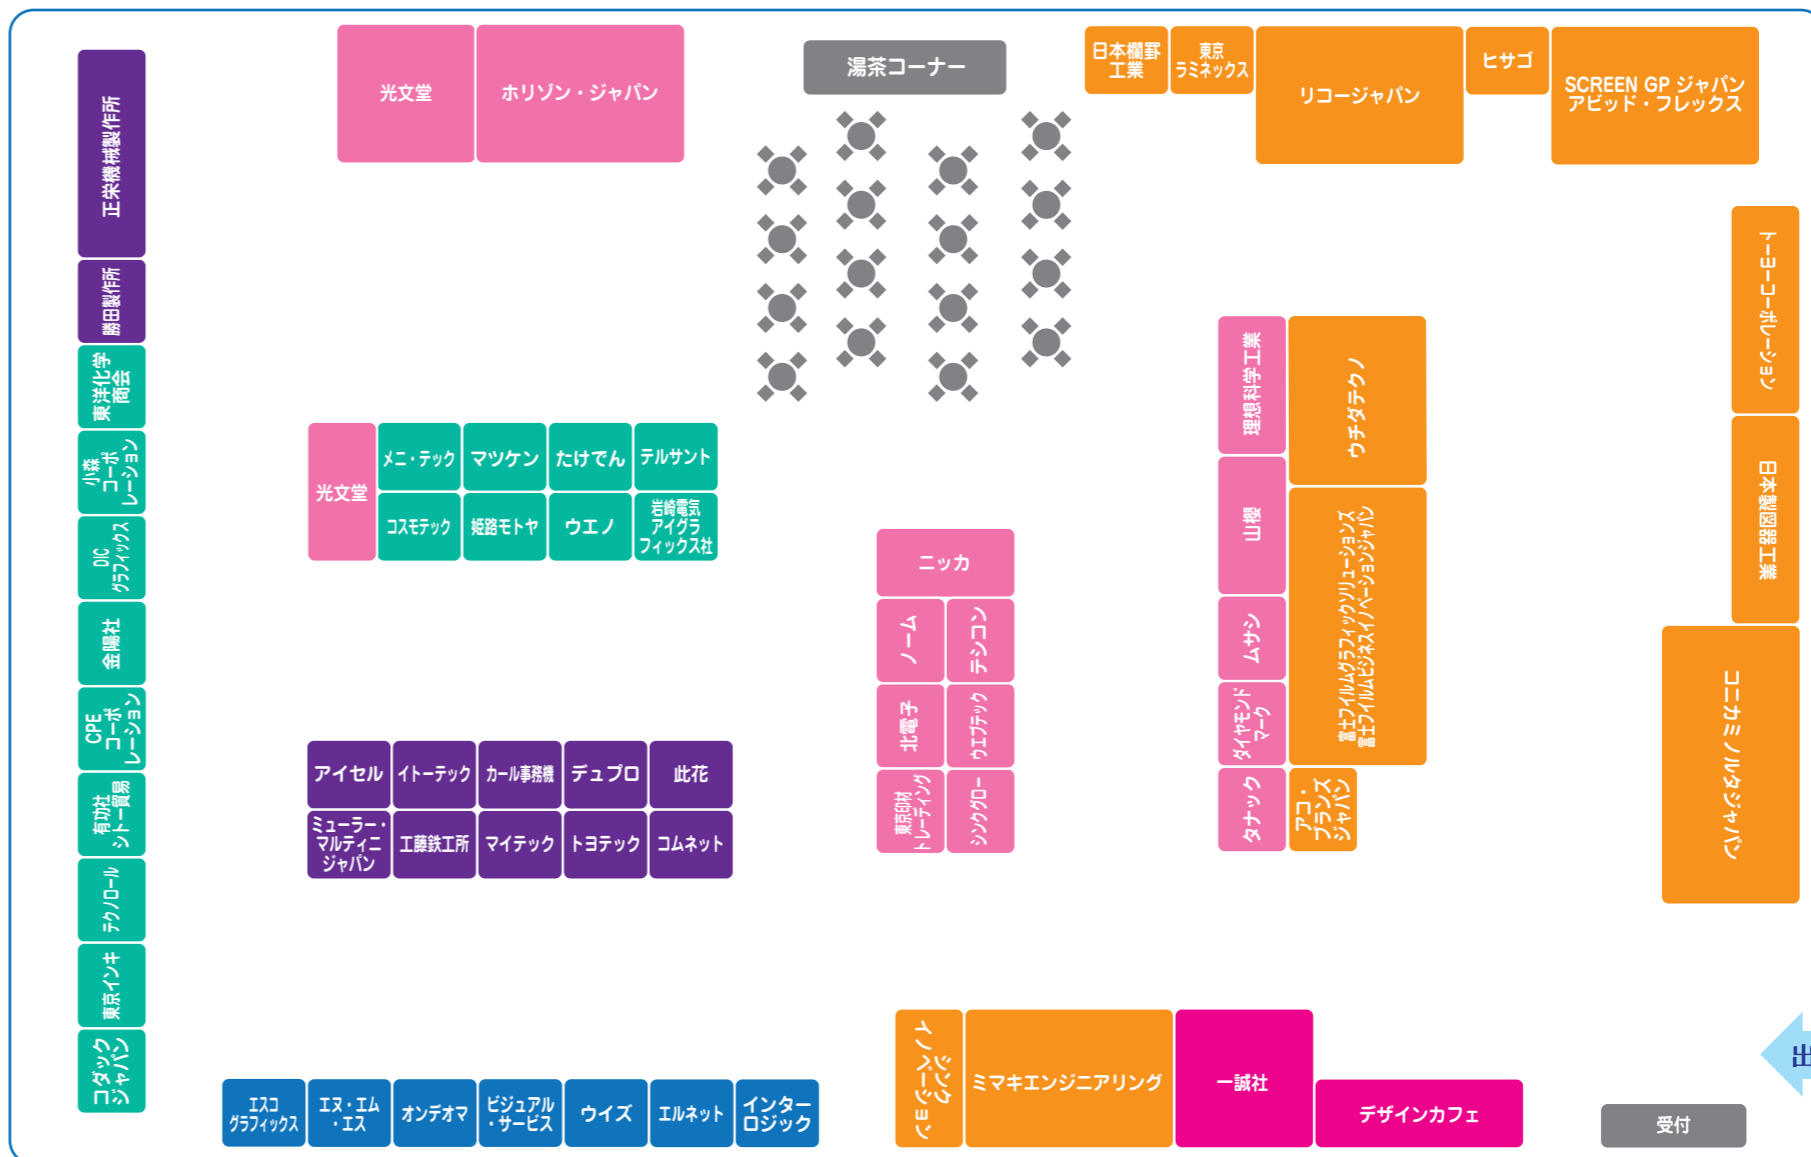 正栄機械製作所
勝田製作所
東洋化学
商会
小森
コーポ
レーション
DIC
グラフィックス
金陽社
CPE
コーポ
レーション
有功社
シトー貿易
テクノロール
東京インキ
コダック
ジャパン
光文堂
ホリゾン・ジャパン
湯茶コーナー
日本欄罫
工業
東京
ラミネックス
リコージャパン
ヒサゴ
SCREEN GP ジャパン
アビッド・フレックス
トーヨーコーポレーション
日本製図器工業
コニカミノルタジャパン
光文堂
メニ・テック
マツケン
たけでん
テルサント
コスモテック
姫路モトヤ
ウエノ
岩崎電気
アイグラ
フィックス社
ニッカ
ノーム
テシコン
北電子
ウエブテック
東京印材
トレーディング
シンクグロー
理想科学工業
山櫻
ムサシ
ダイヤモンド
マーク
タナック
ウチダテクノ
富士フイルムグラフィックソリューションズ
富士フイルムビジネスイノベーションジャパン
アコ・
ブランズ
ジャパン
アイセル
イトーテック
カール事務機
デュプロ
此花
ミューラー・
マルティニ
ジャパン
工藤鉄工所
マイテック
トヨテック
コムネット
エスコ
グラフィックス
エヌ・エム
・エス
オンデオマ
ビジュアル
・サービス
ウイズ
エルネット
インター
ロジック
シンク
イノベーション
ミマキエンジニアリング
一誠社
デザインカフェ
受付
出